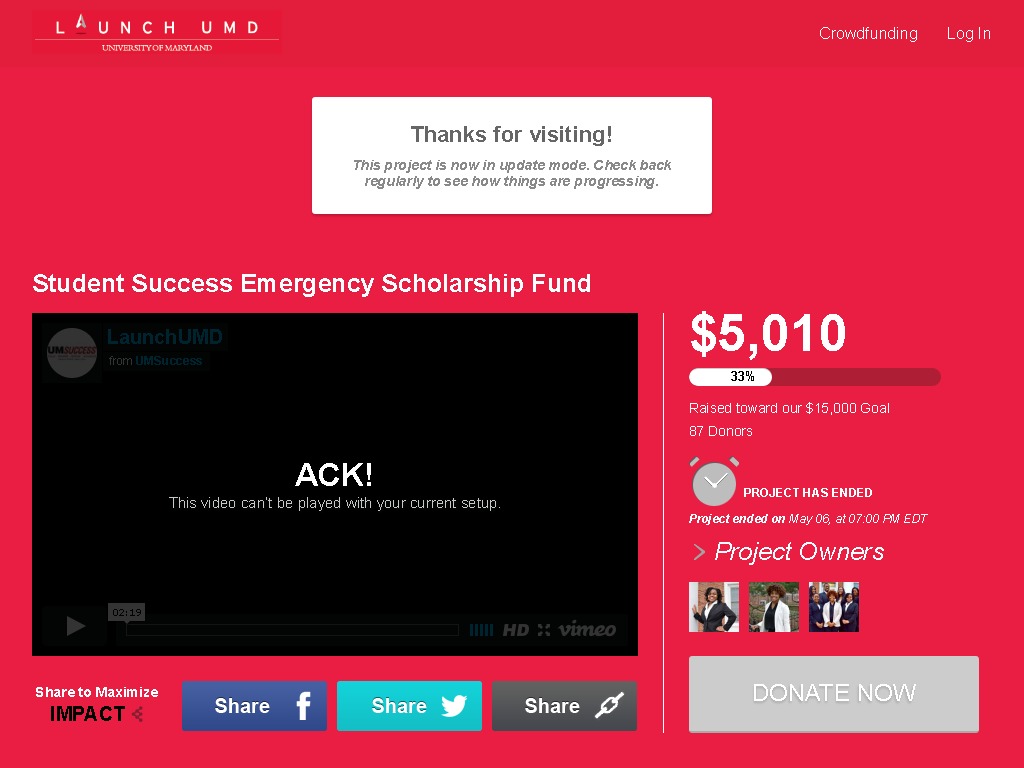 LAUNCH UMD
UNIVERSITY OF MARYLAND
Crowdfunding
Log In
Thanks for visiting!
This project is now in update mode. Check back
regularly to see how things are progressing.
Student Success Emergency Scholarship Fund
UMSUCCESS
LaunchUMD
from UMSuccess
ACK!
This video can't be played with your current setup.
02:19
HD
vimeo
$5,010
33%
Raised toward our $15,000 Goal
87 Donors
PROJECT HAS ENDED
Project ended on May 06, at 07:00 PM EDT
Project Owners
Share to Maximize
IMPACT
Share
Share
Share
DONATE NOW